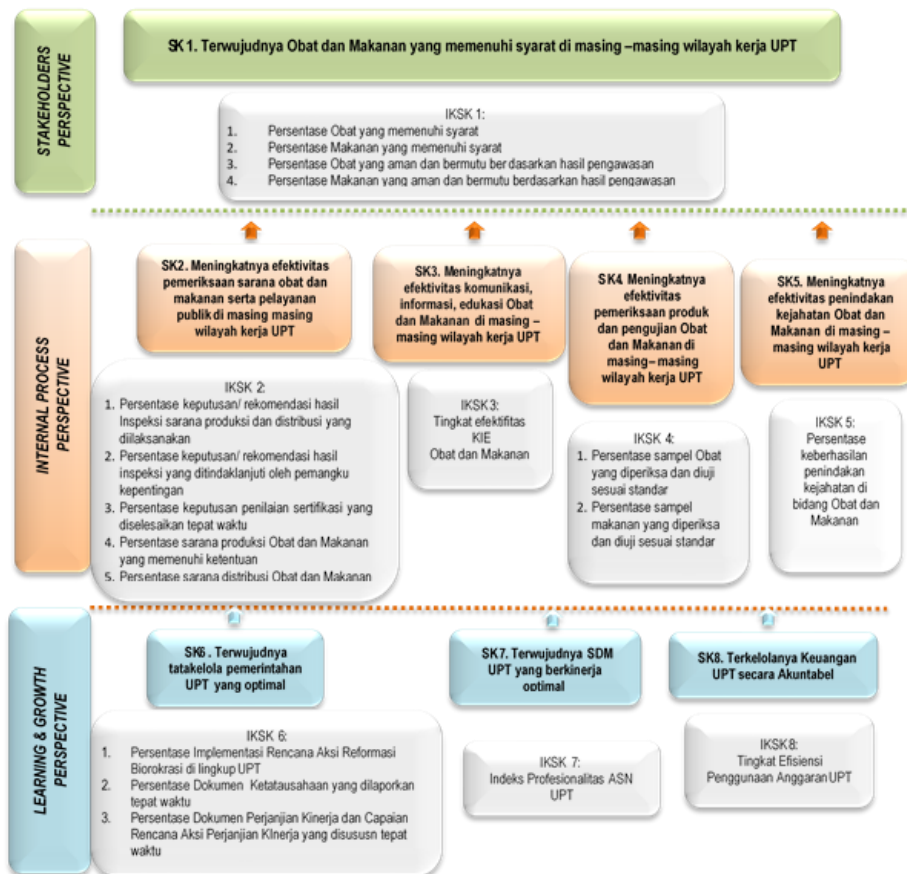 STAKEHOLDERS
PERSPECTIVE
SK 1. Terwujudnya Obat dan Makanan yang memenuhi syarat di masing –masing wilayah kerja UPT
IKSK 1:
1. Persentase Obat yang memenuhi syarat
2. Persentase Makanan yang memenuhi syarat
3. Persentase Obat yang aman dan bermutu berdasarkan hasil pengawasan
4. Persentase Makanan yang aman dan bermutu berdasarkan hasil pengawasan
INTERNAL PROCESS
PERSPECTIVE
SK2. Meningkatnya efektivitas
pemeriksaan sarana obat dan
makanan serta pelayanan
publik di masing masing
wilayah kerja UPT
IKSK 2:
1. Persentase keputusan/ rekomendasi hasil
Inspeksi sarana produksi dan distribusi yang
diilaksanakan
2. Persentase keputusan/ rekomendasi hasil
inspeksi yang ditindaklanjuti oleh pemangku
kepentingan
3. Persentase keputusan penilaian sertifikasi yang
diselesaikan tepat waktu
4. Persentase sarana produksi Obat dan Makanan
yang memenuhi ketentuan
5. Persentase sarana distribusi Obat dan Makanan
SK3. Meningkatnya
efektivitas komunikasi,
informasi, edukasi Obat
dan Makanan di masing –
masing wilayah kerja UPT
IKSK 3:
Tingkat efektifitas
KIE
Obat dan Makanan
SK4. Meningkatnya
efektivitas
pemeriksaan produk
dan pengujian Obat
dan Makanan di
masing– masing
wilayah kerja UPT
IKSK 4:
1. Persentase sampel Obat
yang diperiksa dan diuji
sesuai standar
2. Persentase sampel
makanan yang diperiksa
dan diuji sesuai standar
SK5. Meningkatnya
efektivitas penindakan
kejahatan Obat dan
Makanan di masing –
masing wilayah kerja
UPT
IKSK 5:
Persentase
keberhasilan
penindakan
kejahatan di
bidang Obat dan
Makanan
LEARNING & GROWTH
PERSPECTIVE
SK6 . Terwujudnya
tatakelola pemerintahan
UPT yang optimal
IKSK 6:
1. Persentase Implementasi Rencana Aksi Reformasi
Biorokrasi di lingkup UPT
2. Persentase Dokumen Ketatausahaan yang dilaporkan
tepat waktu
3. Persentase Dokumen Perjanjian Kinerja dan Capaian
Rencana Aksi Perjanjian KInerja yang disususn tepat
waktu
SK7. Terwujudnya SDM
UPT yang berkinerja
optimal
IKSK 7:
Indeks Profesionalitas ASN
UPT
SK8. Terkelolanya Keuangan
UPT secara Akuntabel
IKSK 8:
Tingkat Efisiensi
Penggunaan Anggaran UPT